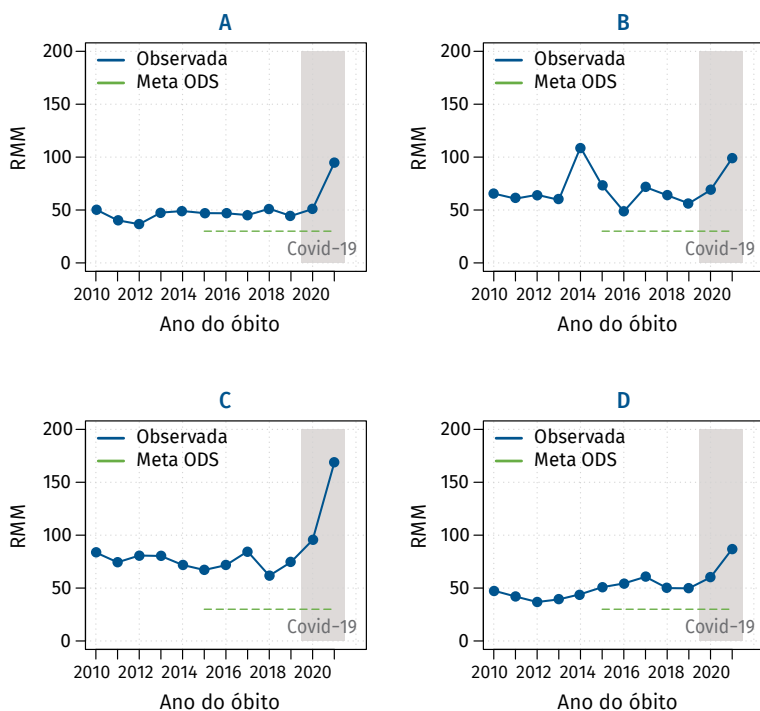 A
200
150
100
50
0
RMM
Observada
Meta ODS
Covid-19
2010 2012 2014 2016 2018 2020
Ano do óbito
B
200
150
100
50
0
RMM
Observada
Meta ODS
Covid-19
2010 2012 2014 2016 2018 2020
Ano do óbito
C
200
150
100
50
0
RMM
Observada
Meta ODS
Covid-19
2010 2012 2014 2016 2018 2020
Ano do óbito
D
200
150
100
50
0
RMM
Observada
Meta ODS
Covid-19
2010 2012 2014 2016 2018 2020
Ano do óbito